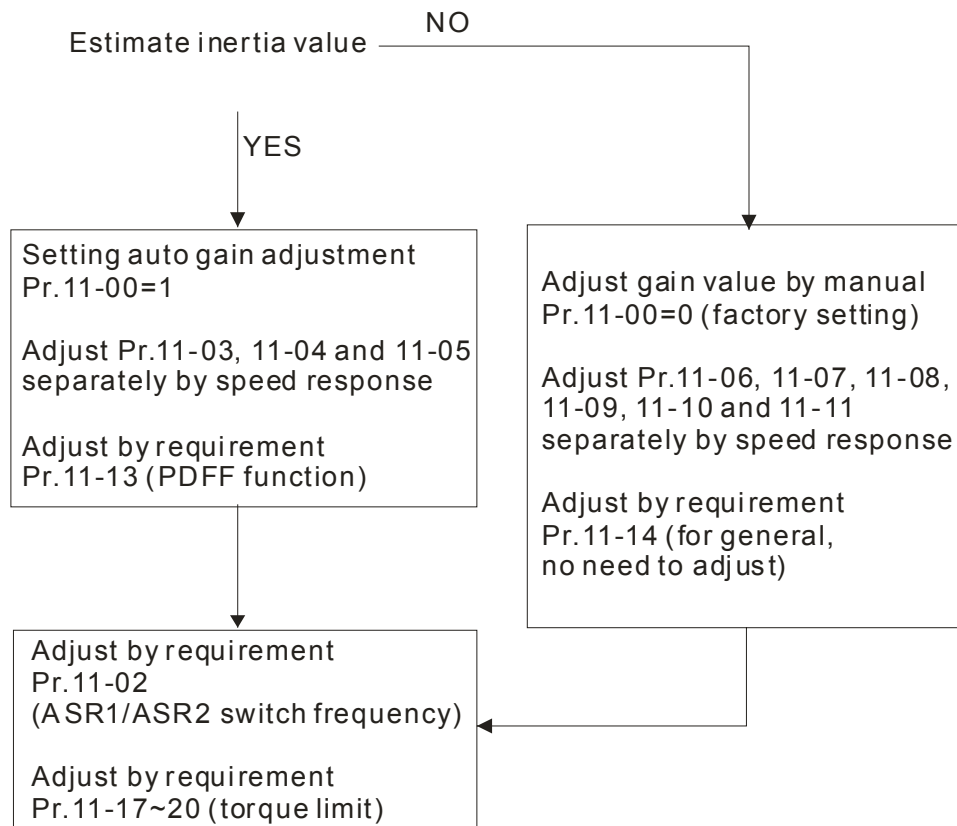 Estimate inertia value
NO
YES
Setting auto gain adjustment
Pr.11-00=1
Adjust Pr.11-03, 11-04 and 11-05
separately by speed response
Adjust by requirement
Pr.11-13 (PDFF function)
Adjust gain value by manual
Pr.11-00=0 (factory setting)
Adjust Pr.11-06, 11-07, 11-08,
11-09, 11-10 and 11-11
separately by speed response
Adjust by requirement
Pr.11-14 (for general,
no need to adjust)
Adjust by requirement
Pr.11-02
(ASR1/ASR2 switch frequency)
Adjust by requirement
Pr.11-17~20 (torque limit)